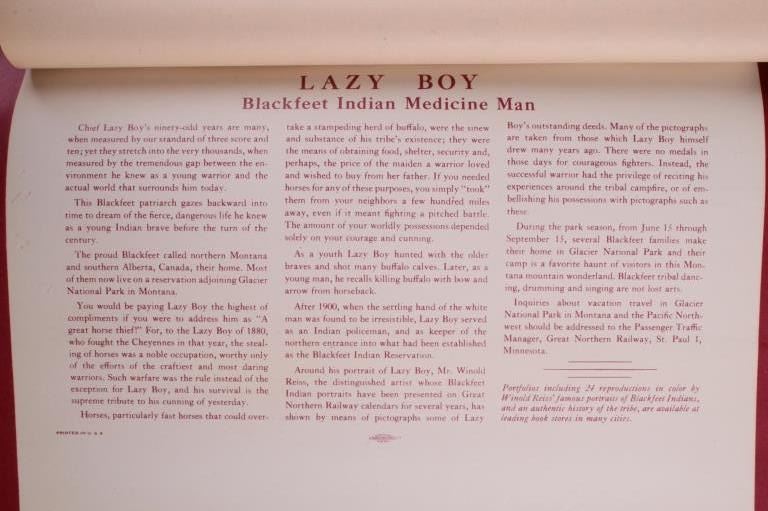 LAZY BOY
Blackfeet Indian Medicine Man
Chief Lazy Boy's ninety-odd years are many,
when measured by our standard of three score and
ten; yet they stretch into the very thousands, when
measured by the tremendous gap between the en-
vironment he knew as a young warrior and the
actual world that surrounds him today.
This Blackfeet patriarch gazes backward into
time to dream of the fierce, dangerous life he knew
as a young Indian brave before the turn of the
century.
The proud Blackfeet called northern Montana
and southern Alberta, Canada, their home. Most
of them now live on a reservation adjoining Glacier
National Park in Montana.
You would be paying Lazy Boy the highest of
compliments if you were to address him as "A
great horse thief!" For, to the Lazy Boy of 1880,
who fought the Cheyennes in that year, the steal-
ing of horses was a noble occupation, worthy only
of the efforts of the craftiest and most daring
warriors. Such warfare was the rule instead of the
exception for Lazy Boy, and his survival is the
supreme tribute to his cunning of yesterday.
Horses, particularly fast horses that could over-
take a stampeding herd of buffalo, were the sinew
and substance of his tribe's existence; they were
the means of obtaining food, shelter, security and,
perhaps, the price of the maiden a warrior loved
and wished to buy from her father. If you needed
horses for any of these purposes, you simply "took"
them from your neighbors a few hundred miles
away, even if it meant fighting a pitched battle.
The amount of your worldly possessions depended
solely on your courage and cunning.
As a youth Lazy Boy hunted with the older
braves and shot many buffalo calves. Later, as a
young man, he recalls killing buffalo with bow and
arrow from horseback.
After 1900, when the settling hand of the white
man was found to be irresistible, Lazy Boy served
as an Indian policeman, and as keeper of the
northern entrance into what had been established
as the Blackfeet Indian Reservation.
Around his portrait of Lazy Boy, Mr. Winold
Reiss, the distinguished artist whose Blackfeet
Indian portraits have been presented on Great
Northern Railway calendars for several years, has
shown by means of pictographs some of Lazy
Boy's outstanding deeds. Many of the pictographs
are taken from those which Lazy Boy himself
drew many years ago. There were no medals in
those days for courageous fighters. Instead, the
successful warrior had the privilege of reciting his
experiences around the tribal campfire, or of em-
bellishing his possessions with pictographs such as
these.
During the park season, from June 15 through
September 15, several Blackfeet families make
their home in Glacier National Park and their
camp is a favorite haunt of visitors in this Mon-
tana mountain wonderland. Blackfeet tribal danc-
ing, drumming and singing are not lost arts.
Inquiries about vacation travel in Glacier
National Park in Montana and the Pacific North-
west should be addressed to the Passenger Traffic
Manager, Great Northern Railway, St. Paul 1,
Minnesota.
Portfolios including 24 reproductions in color by
Winold Reiss' famous portraits of Blackfeet Indians,
and an authentic history of the tribe, are available at
leading book stores in many cities.
PRINTED IN U. S. A.